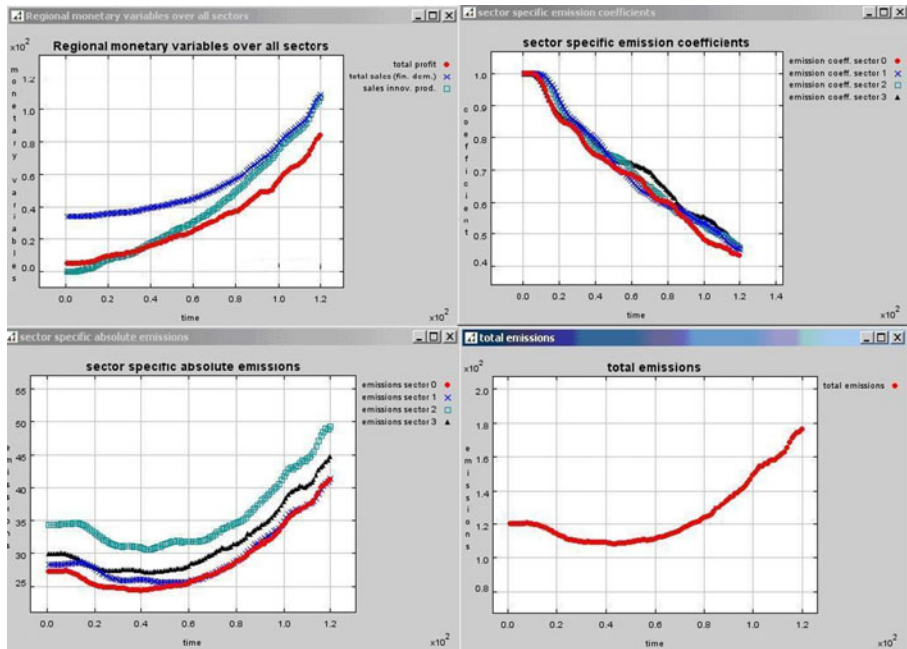 Regional monetary variables over all sectors
Regional monetary variables over all sectors
x10²
monetary variables
1.2
1.0
0.8
0.6
0.4
0.2
0.0
total profit
total sales (fin. dem.)
sales innov. prod.
0.0 0.2 0.4 0.6 0.8 1.0 1.2
time
x10²
sector specific emission coefficients
sector specific emission coefficients
coefficient
1.0
0.9
0.8
0.7
0.6
0.5
0.4
emission coeff. sector 0
emission coeff. sector 1
emission coeff. sector 2
emission coeff. sector 3
0.0 0.2 0.4 0.6 0.8 1.0 1.2 1.4
time
x10²
sector specific absolute emissions
sector specific absolute emissions
55
50
45
40
35
30
25
emissions sector 0
emissions sector 1
emissions sector 2
emissions sector 3
0.0 0.2 0.4 0.6 0.8 1.0 1.2
time
x10²
total emissions
total emissions
x10²
emissions
2.0
1.8
1.6
1.4
1.2
1.0
0.8
total emissions
0.0 0.2 0.4 0.6 0.8 1.0 1.2
time
x10²